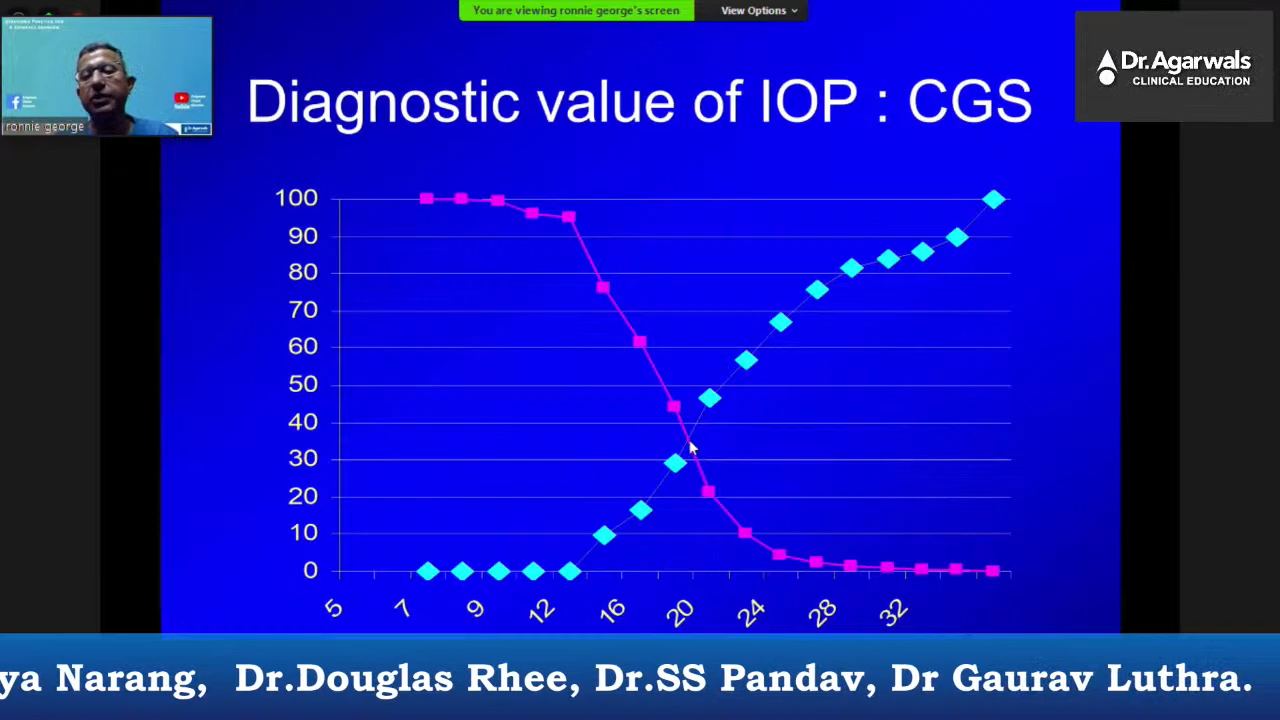 You are viewing ronnie george's screen
View Options
ronnie george
Dr.Agarwals
CLINICAL EDUCATION
Diagnostic value of IOP : CGS
100
90
80
70
60
50
40
30
20
10
0
5 7 9 12 16 20 24 28 32
ya Narang, Dr.Douglas Rhee, Dr.SS Pandav, Dr Gaurav Luthra.